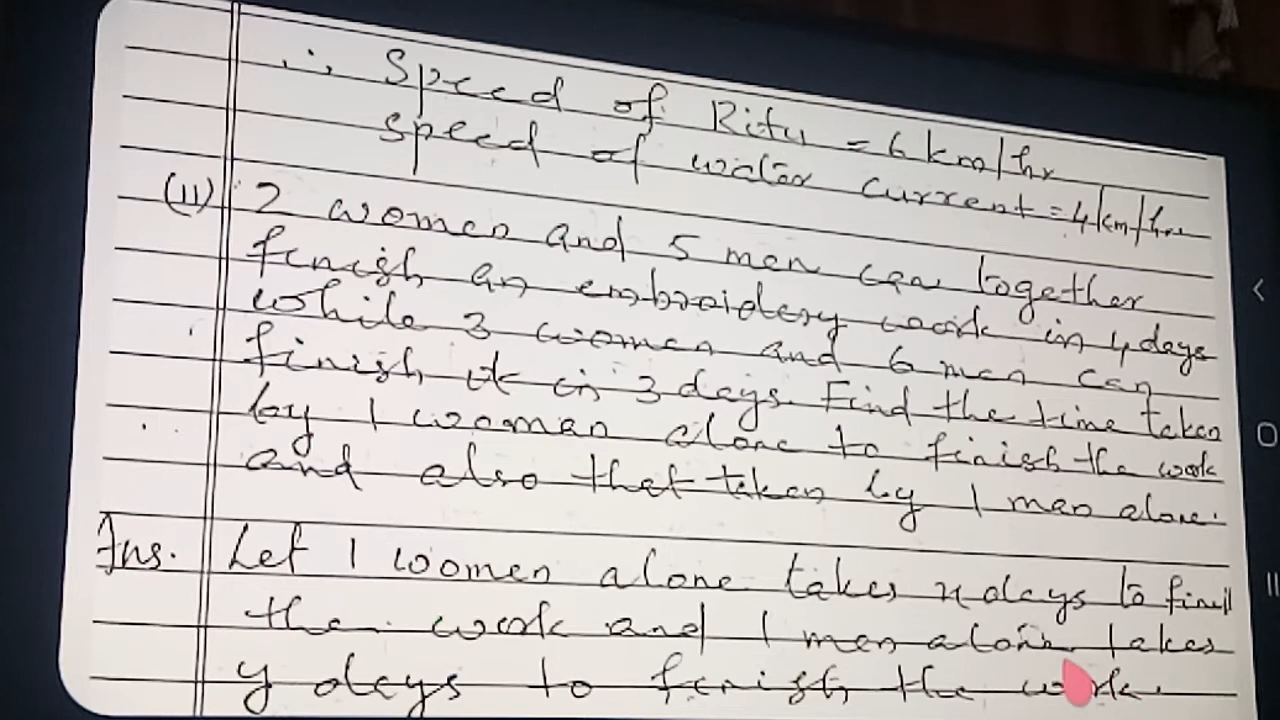 ∴ Speed of Ritu = 6 km/hr
speed of water current = 4 km/hr
(ii) 2 women and 5 men can together
finish an embroidery work in 4 days
while 3 women and 6 men can
finish it in 3 days. Find the time taken
by 1 woman alone to finish the work
and also that taken by 1 man alone.
Ans. Let 1 women alone takes x days to finish
the work and 1 men alone takes
y days to finish the work.